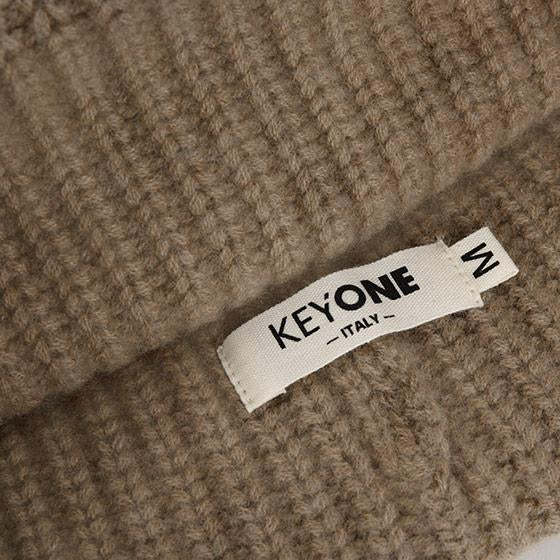 KEYONE
– ITALY –
M